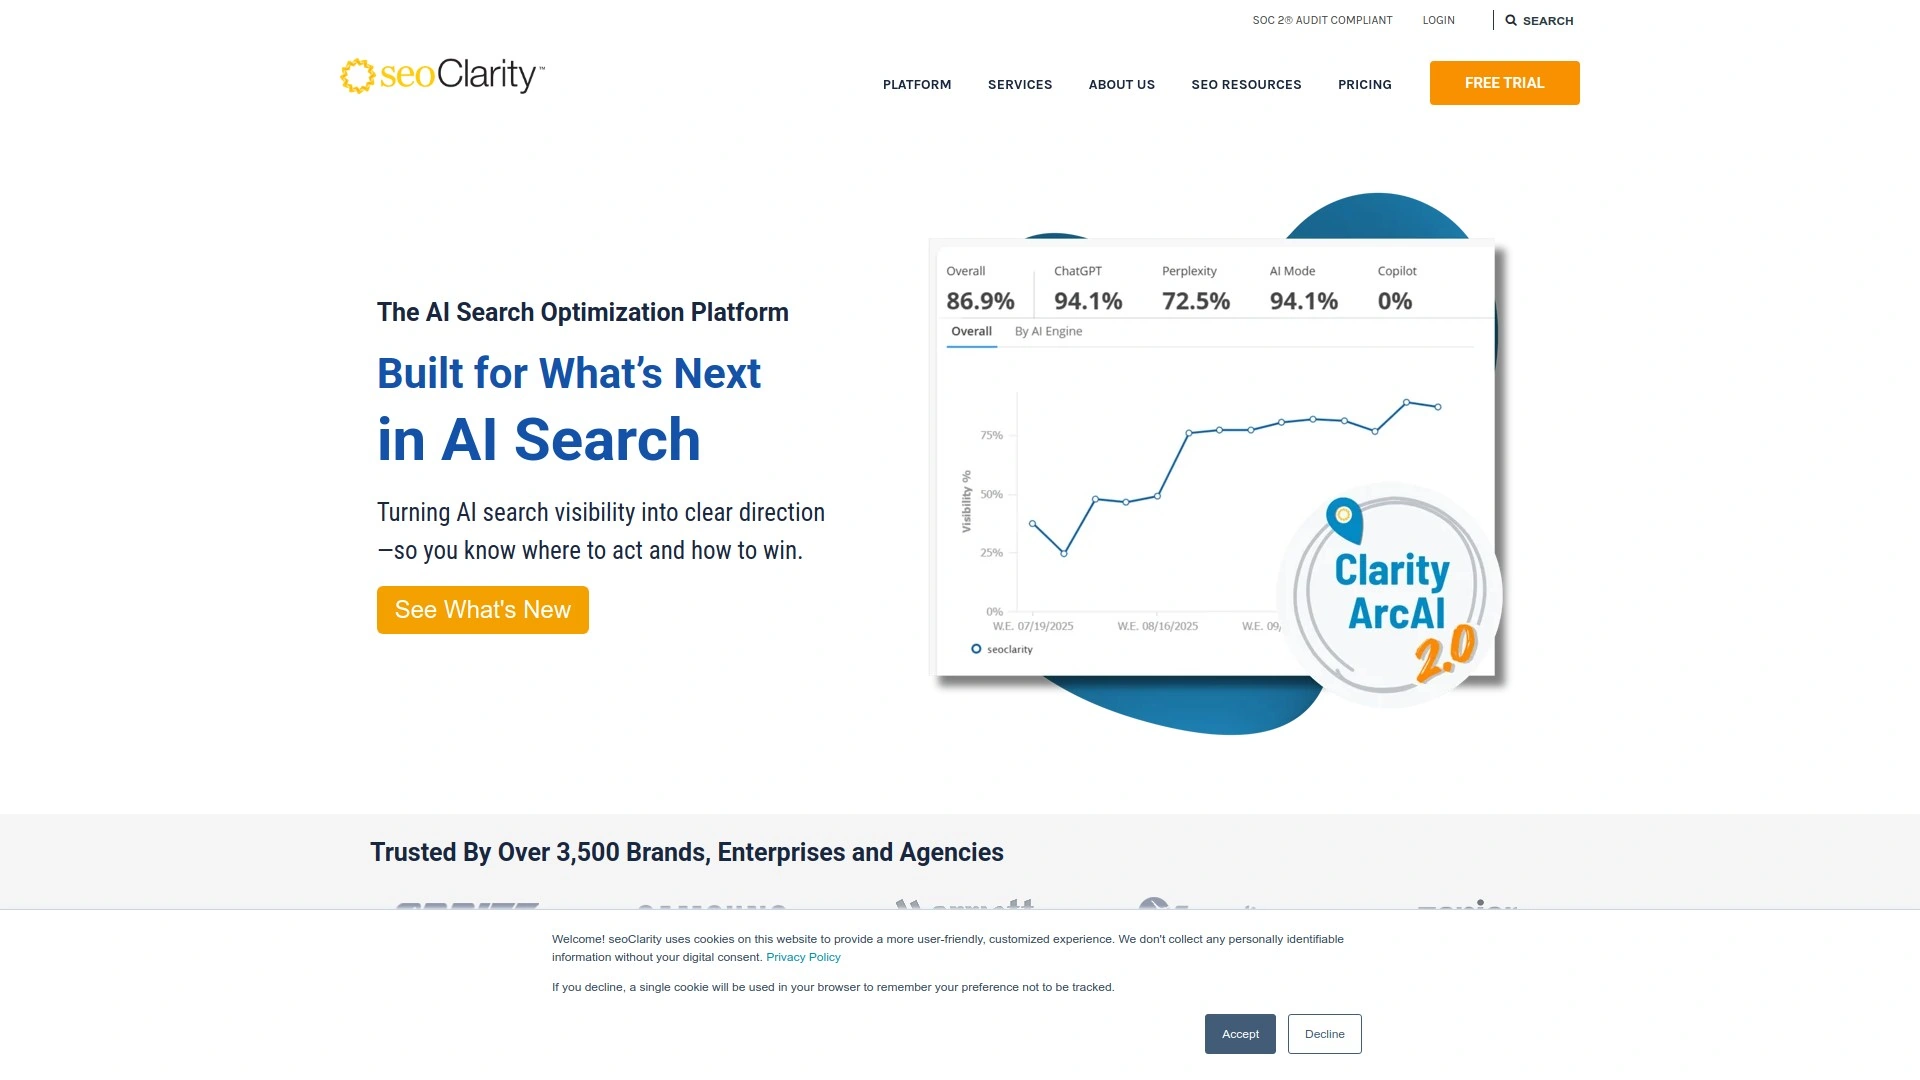 SOC 2® AUDIT COMPLIANT
LOGIN
SEARCH
seoClarity™
PLATFORM
SERVICES
ABOUT US
SEO RESOURCES
PRICING
FREE TRIAL
The AI Search Optimization Platform
Built for What’s Next
in AI Search
Turning AI search visibility into clear direction
—so you know where to act and how to win.
See What's New
Overall
ChatGPT
Perplexity
AI Mode
Copilot
86.9%
94.1%
72.5%
94.1%
0%
Overall
By AI Engine
Visibility %
75%
50%
25%
0%
W.E. 07/19/2025
W.E. 08/16/2025
W.E. 09/
seoclarity
Clarity
ArcAI
2.0
Trusted By Over 3,500 Brands, Enterprises and Agencies
Welcome! seoClarity uses cookies on this website to provide a more user-friendly, customized experience. We don't collect any personally identifiable
information without your digital consent. Privacy Policy
If you decline, a single cookie will be used in your browser to remember your preference not to be tracked.
Accept
Decline